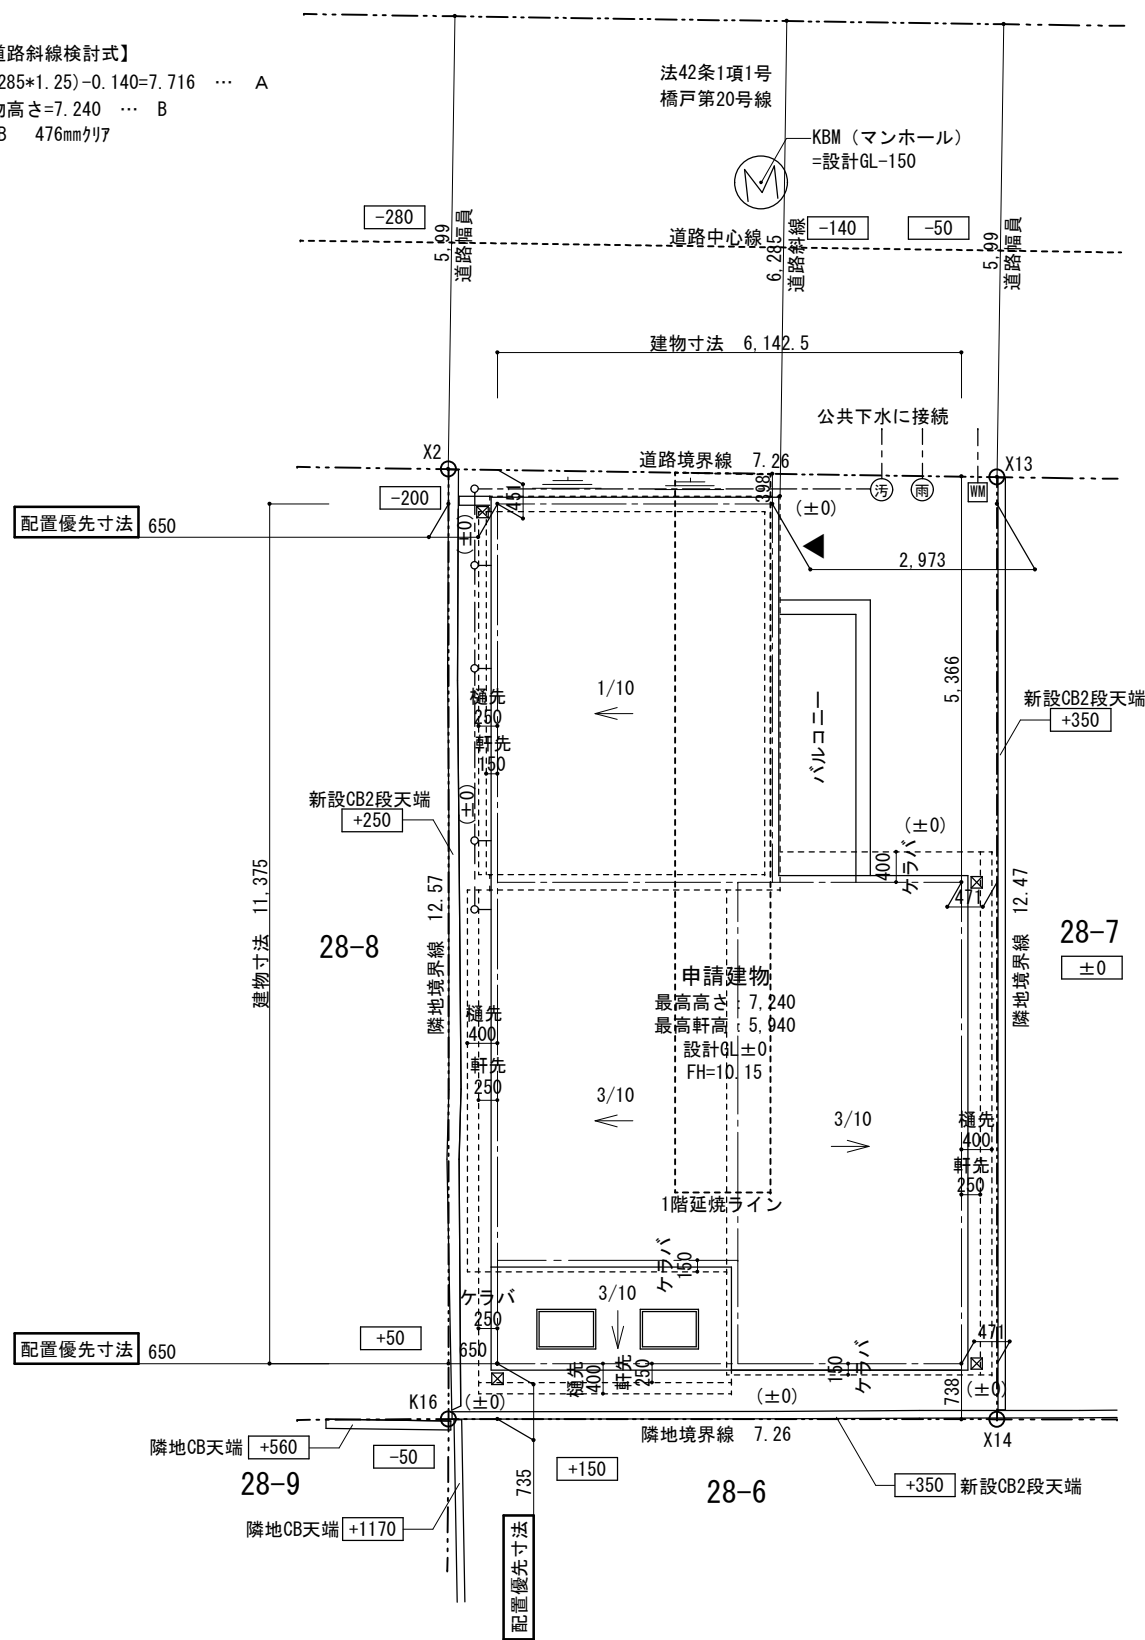 道路斜線検討式】
285*1.25)-0.140=7.716 … A
物高さ=7.240 … B
B 476mmクリア
法42条1項1号
橋戸第20号線
KBM(マンホール)
=設計GL-150
M
-280
5,99
道路幅員
道路中心線
6,285
道路斜線
-140
-50
5,99
道路幅員
建物寸法 6,142.5
公共下水に接続
X2
道路境界線 7.26
X13
-200
451
398
汚
雨
WM
(±0)
配置優先寸法 650
(±0)
2,973
5,366
1/10
樋先
250
軒先
150
バルコニー
新設CB2段天端
+350
新設CB2段天端
+250
(±0)
(±0)
400
ケラバ
471
建物寸法 11,375
隣地境界線 12.57
28-8
隣地境界線 12.47
28-7
±0
申請建物
最高高さ:7,240
最高軒高:5,940
設計GL±0
FH=10.15
樋先
400
軒先
250
3/10
3/10
樋先
400
軒先
250
1階延焼ライン
ケラバ
150
ケラバ
250
3/10
+50
配置優先寸法 650
650
471
樋先
400
軒先
250
150
ケラバ
738
(±0)
K16
(±0)
(±0)
隣地境界線 7.26
X14
隣地CB天端 +560
-50
28-9
735
+150
28-6
+350 新設CB2段天端
隣地CB天端 +1170
配置優先寸法